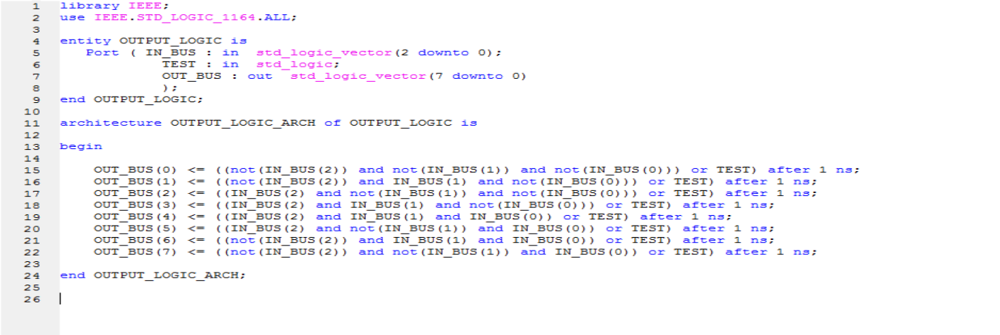 1 library IEEE;
2 use IEEE.STD_LOGIC_1164.ALL;
3
4 entity OUTPUT_LOGIC is
5 Port ( IN_BUS : in std_logic_vector(2 downto 0);
6 TEST : in std_logic;
7 OUT_BUS : out std_logic_vector(7 downto 0)
8 );
9 end OUTPUT_LOGIC;
10
11 architecture OUTPUT_LOGIC_ARCH of OUTPUT_LOGIC is
12
13 begin
14
15 OUT_BUS(0) <= ((not(IN_BUS(2)) and not(IN_BUS(1)) and not(IN_BUS(0))) or TEST) after 1 ns;
16 OUT_BUS(1) <= ((not(IN_BUS(2)) and IN_BUS(1) and not(IN_BUS(0))) or TEST) after 1 ns;
17 OUT_BUS(2) <= ((IN_BUS(2) and not(IN_BUS(1)) and not(IN_BUS(0))) or TEST) after 1 ns;
18 OUT_BUS(3) <= ((IN_BUS(2) and IN_BUS(1) and not(IN_BUS(0))) or TEST) after 1 ns;
19 OUT_BUS(4) <= ((IN_BUS(2) and IN_BUS(1) and IN_BUS(0)) or TEST) after 1 ns;
20 OUT_BUS(5) <= ((IN_BUS(2) and not(IN_BUS(1)) and IN_BUS(0)) or TEST) after 1 ns;
21 OUT_BUS(6) <= ((not(IN_BUS(2)) and IN_BUS(1) and IN_BUS(0)) or TEST) after 1 ns;
22 OUT_BUS(7) <= ((not(IN_BUS(2)) and not(IN_BUS(1)) and IN_BUS(0)) or TEST) after 1 ns;
23
24 end OUTPUT_LOGIC_ARCH;
25
26